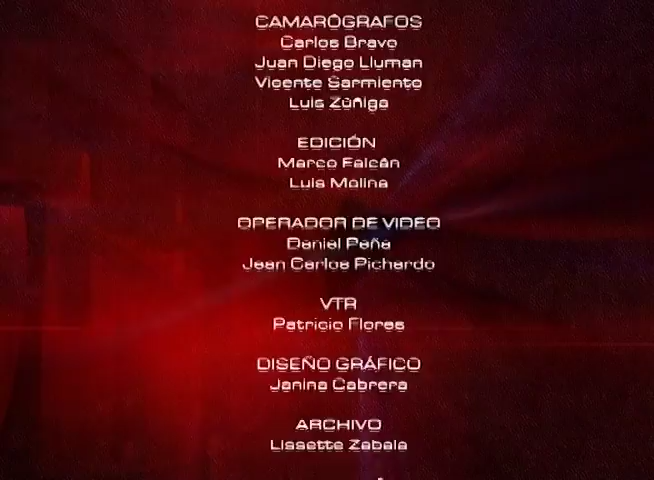 CAMARÓGRAFOS
Carlos Bravo
Juan Diego Lluman
Vicente Sarmiento
Luis Zúñiga
EDICIÓN
Marco Falcán
Luis Molina
OPERADOR DE VIDEO
Daniel Peña
Jean Carlos Pichardo
VTR
Patricio Flores
DISEÑO GRÁFICO
Janina Cabrera
ARCHIVO
Lissette Zabala